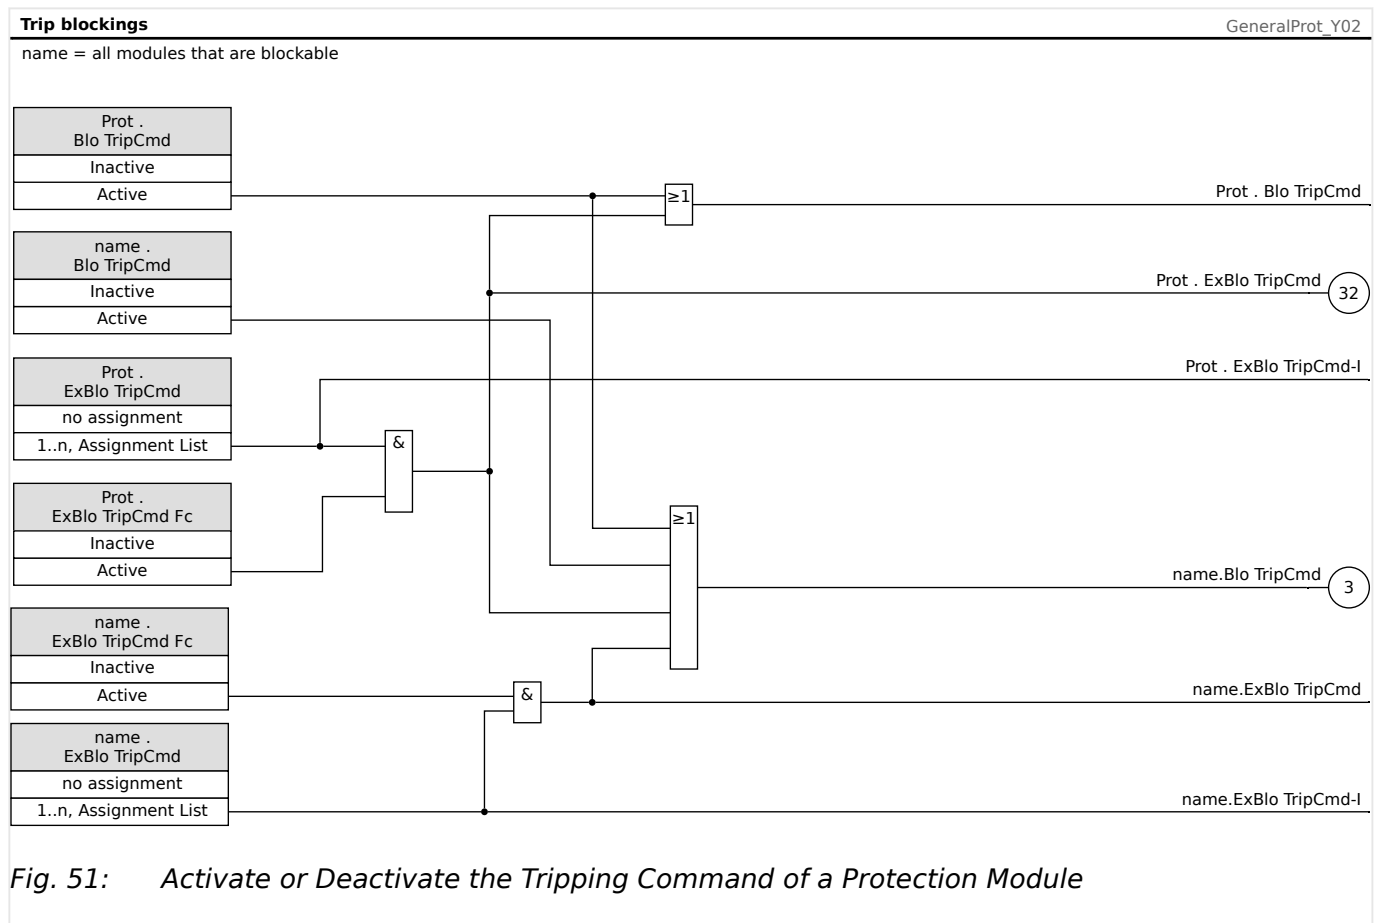 Trip blockings
GeneralProt_Y02
name = all modules that are blockable
Prot .
Blo TripCmd
Inactive
Active
≥1
Prot . Blo TripCmd
name .
Blo TripCmd
Inactive
Active
Prot . ExBlo TripCmd
32
Prot .
ExBlo TripCmd
no assignment
1..n, Assignment List
&
Prot . ExBlo TripCmd-I
Prot .
ExBlo TripCmd Fc
Inactive
Active
≥1
name.Blo TripCmd
3
name .
ExBlo TripCmd Fc
Inactive
Active
&
name.ExBlo TripCmd
name .
ExBlo TripCmd
no assignment
1..n, Assignment List
name.ExBlo TripCmd-I
Fig. 51: Activate or Deactivate the Tripping Command of a Protection Module